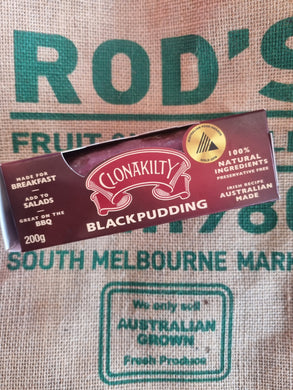 ROD'S
FRUIT
CLONAKILTY
BLACKPUDDING
MADE FOR
BREAKFAST
ADD TO
SALADS
GREAT ON THE
BBQ
200g
100%
NATURAL
INGREDIENTS
PRESERVATIVE FREE
IRISH RECIPE
AUSTRALIAN
MADE
SOUTH MELBOURNE MARK
We only sell
AUSTRALIAN
GROWN
Fresh Produce